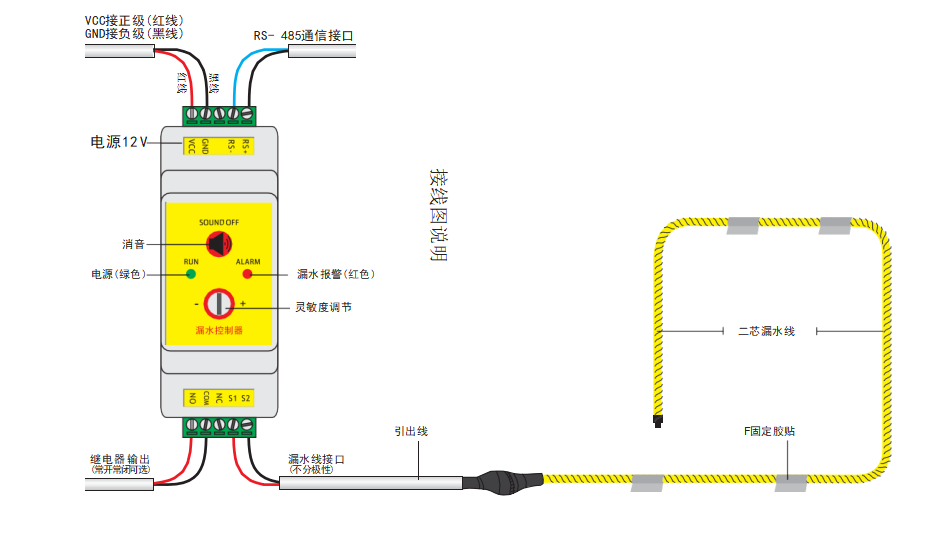 VCC接正级(红线)
GND接负级(黑线)
RS- 485通信接口
红线
黑线
电源12V
VCC
GND
RS-
RS+
接线图说明
SOUND OFF
消音
RUN
ALARM
电源(绿色)
漏水报警(红色)
-
+
灵敏度调节
漏水控制器
二芯漏水线
NO
COM
NC
S1
S2
引出线
F固定胶贴
继电器输出
(常开常闭可选)
漏水线接口
(不分极性)